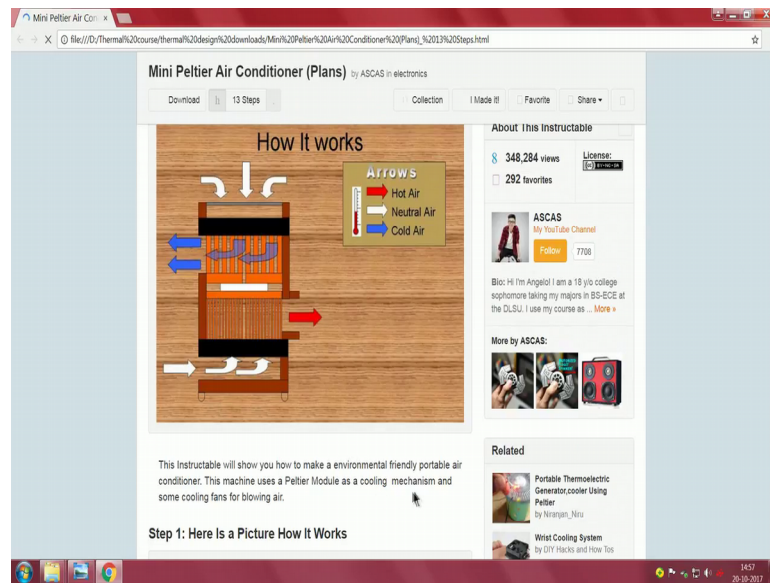 Mini Peltier Air Con
file:///D:/Thermal%20course/thermal%20design%20downloads/Mini%20Peltier%20Air%20Conditioner%20(Plans)_%2013%20Steps.html
Mini Peltier Air Conditioner (Plans) by ASCAS in electronics
Download 13 Steps Collection I Made it! Favorite Share
How It works
Arrows
Hot Air
Neutral Air
Cold Air
About This Instructable
348,284 views License:
292 favorites
ASCAS
My YouTube Channel
Follow 7708
Bio: Hi I'm Angelo! I am a 18 y/o college
sophomore taking my majors in BS-ECE at
the DLSU. I use my course as ... More »
More by ASCAS:
This Instructable will show you how to make a environmental friendly portable air
conditioner. This machine uses a Peltier Module as a cooling mechanism and
some cooling fans for blowing air.
Step 1: Here Is a Picture How It Works
Related
Portable Thermoelectric
Generator,cooler Using
Peltier
by Niranjan_Niru
Wrist Cooling System
by DIY Hacks and How Tos
14:57
20-10-2017